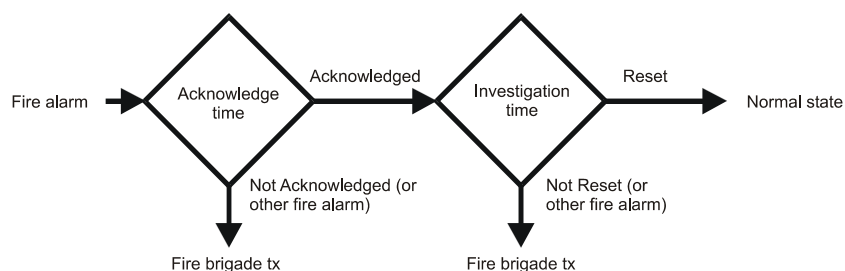 Fire alarm
Acknowledge
time
Acknowledged
Investigation
time
Reset
Normal state
Not Acknowledged (or
other fire alarm)
Not Reset (or
other fire alarm)
Fire brigade tx
Fire brigade tx